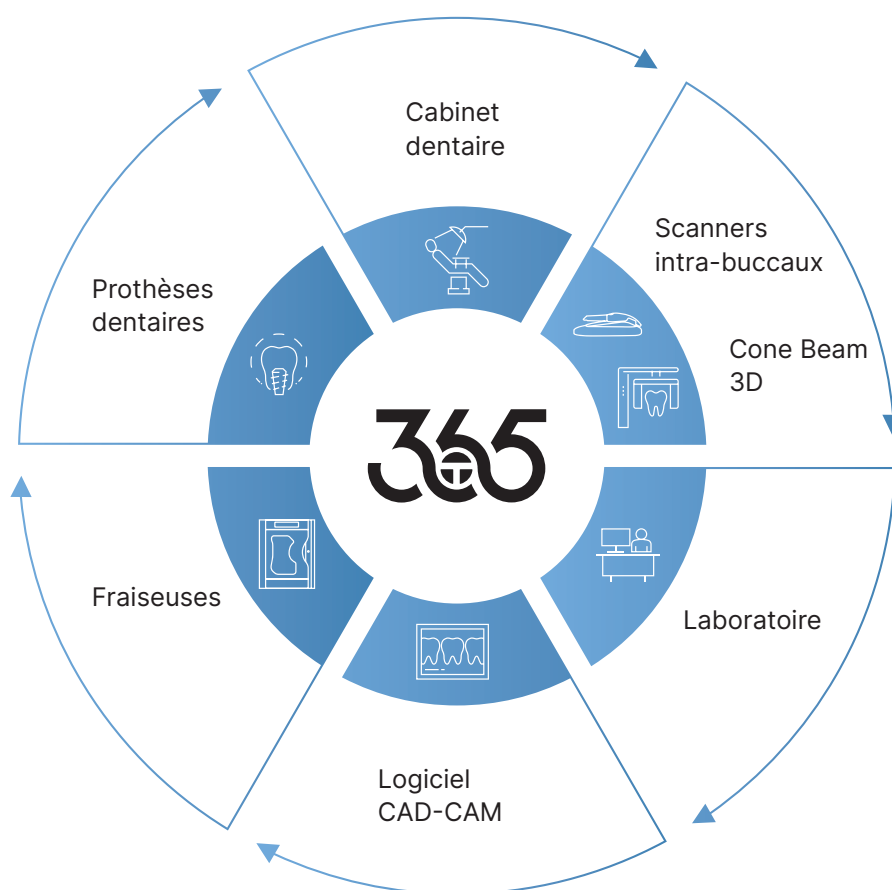 Cabinet
dentaire
Scanners
intra-buccaux
Cone Beam
3D
Laboratoire
Logiciel
CAD-CAM
Fraiseuses
Prothèses
dentaires
365